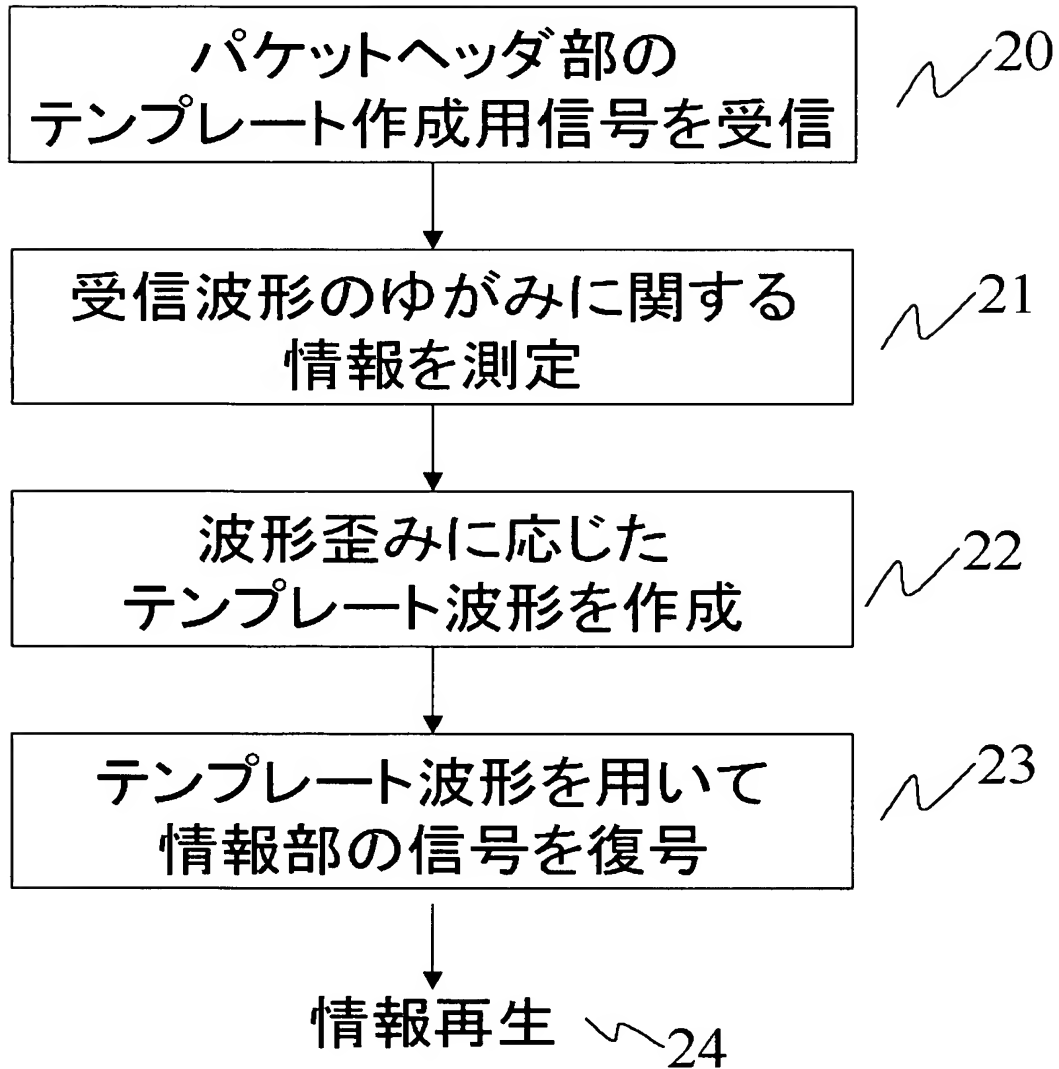 パケットヘッダ部の
テンプレート作成用信号を受信
20
受信波形のゆがみに関する
情報を測定
21
波形歪みに応じた
テンプレート波形を作成
22
テンプレート波形を用いて
情報部の信号を復号
23
情報再生
24